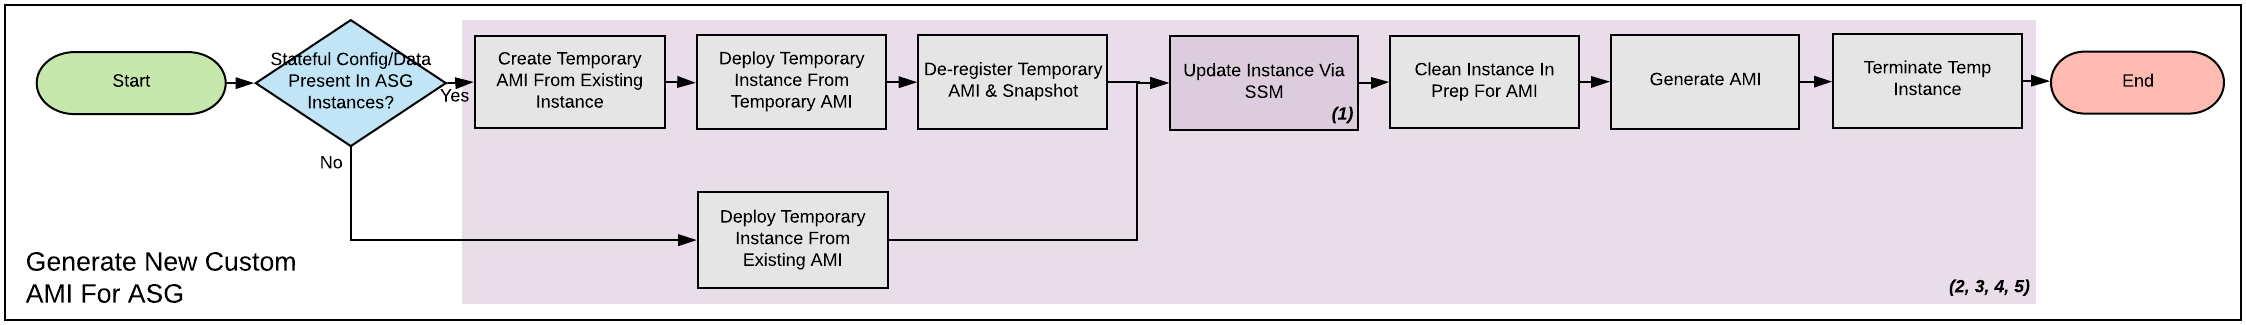 Start
Stateful Config/Data
Present In ASG
Instances?
Yes
No
Create Temporary
AMI From Existing
Instance
Deploy Temporary
Instance From
Temporary AMI
De-register Temporary
AMI & Snapshot
Update Instance Via
SSM
(1)
Clean Instance In
Prep For AMI
Generate AMI
Terminate Temp
Instance
End
Deploy Temporary
Instance From
Existing AMI
Generate New Custom
AMI For ASG
(2, 3, 4, 5)